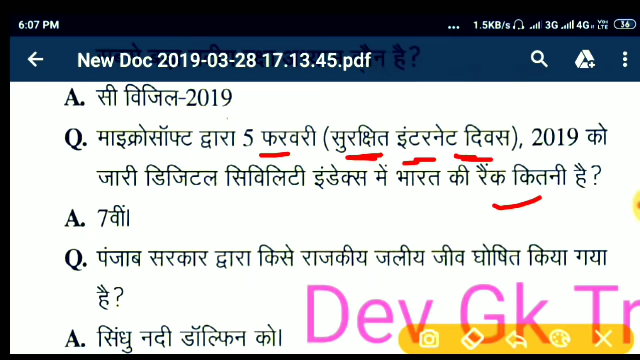 6:07 PM ... 1.5KB/s 3G 4G VoLTE 36
New Doc 2019-03-28 17.13.45.pdf
है?
A. सी विजिल-2019
Q. माइक्रोसॉफ्ट द्वारा 5 फरवरी (सुरक्षित इंटरनेट दिवस), 2019 को
जारी डिजिटल सिविलिटी इंडेक्स में भारत की रैंक कितनी है?
A. 7वीं।
Q. पंजाब सरकार द्वारा किसे राजकीय जलीय जीव घोषित किया गया
है?
Dev Gk Tr
A. सिंधु नदी डॉल्फिन को।